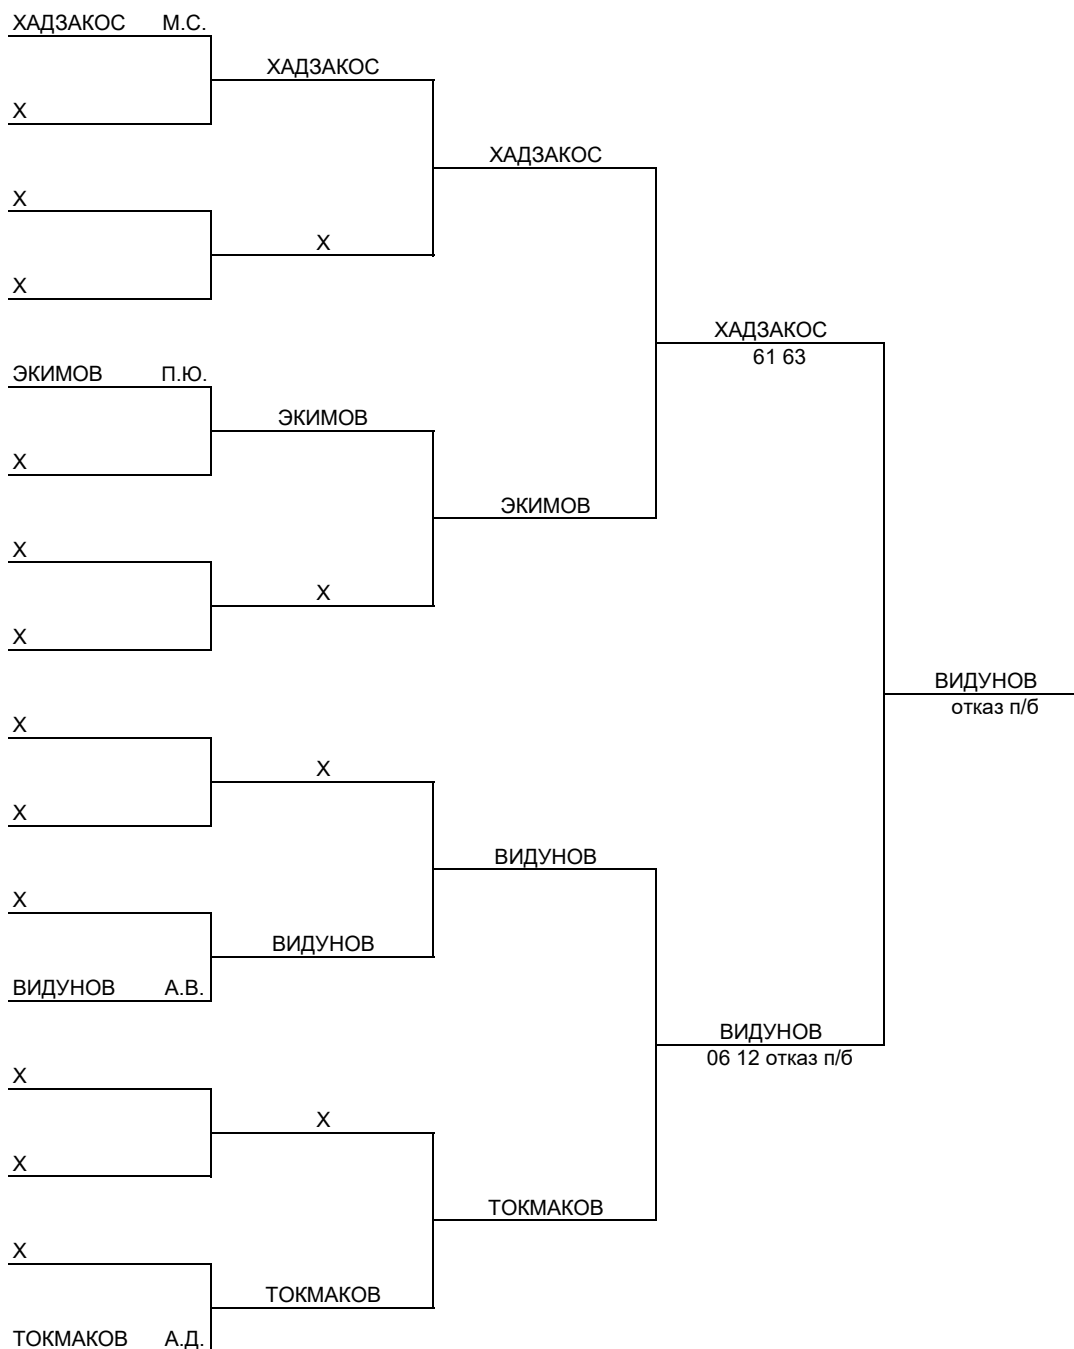 ХАДЗАКОС М.С.
ХАДЗАКОС
X
ХАДЗАКОС
X
X
X
ХАДЗАКОС
61 63
ЭКИМОВ П.Ю.
ЭКИМОВ
X
ЭКИМОВ
X
X
X
ВИДУНОВ
отказ п/б
X
X
X
ВИДУНОВ
X
ВИДУНОВ
ВИДУНОВ А.В.
ВИДУНОВ
06 12 отказ п/б
X
X
X
ТОКМАКОВ
X
ТОКМАКОВ
ТОКМАКОВ А.Д.